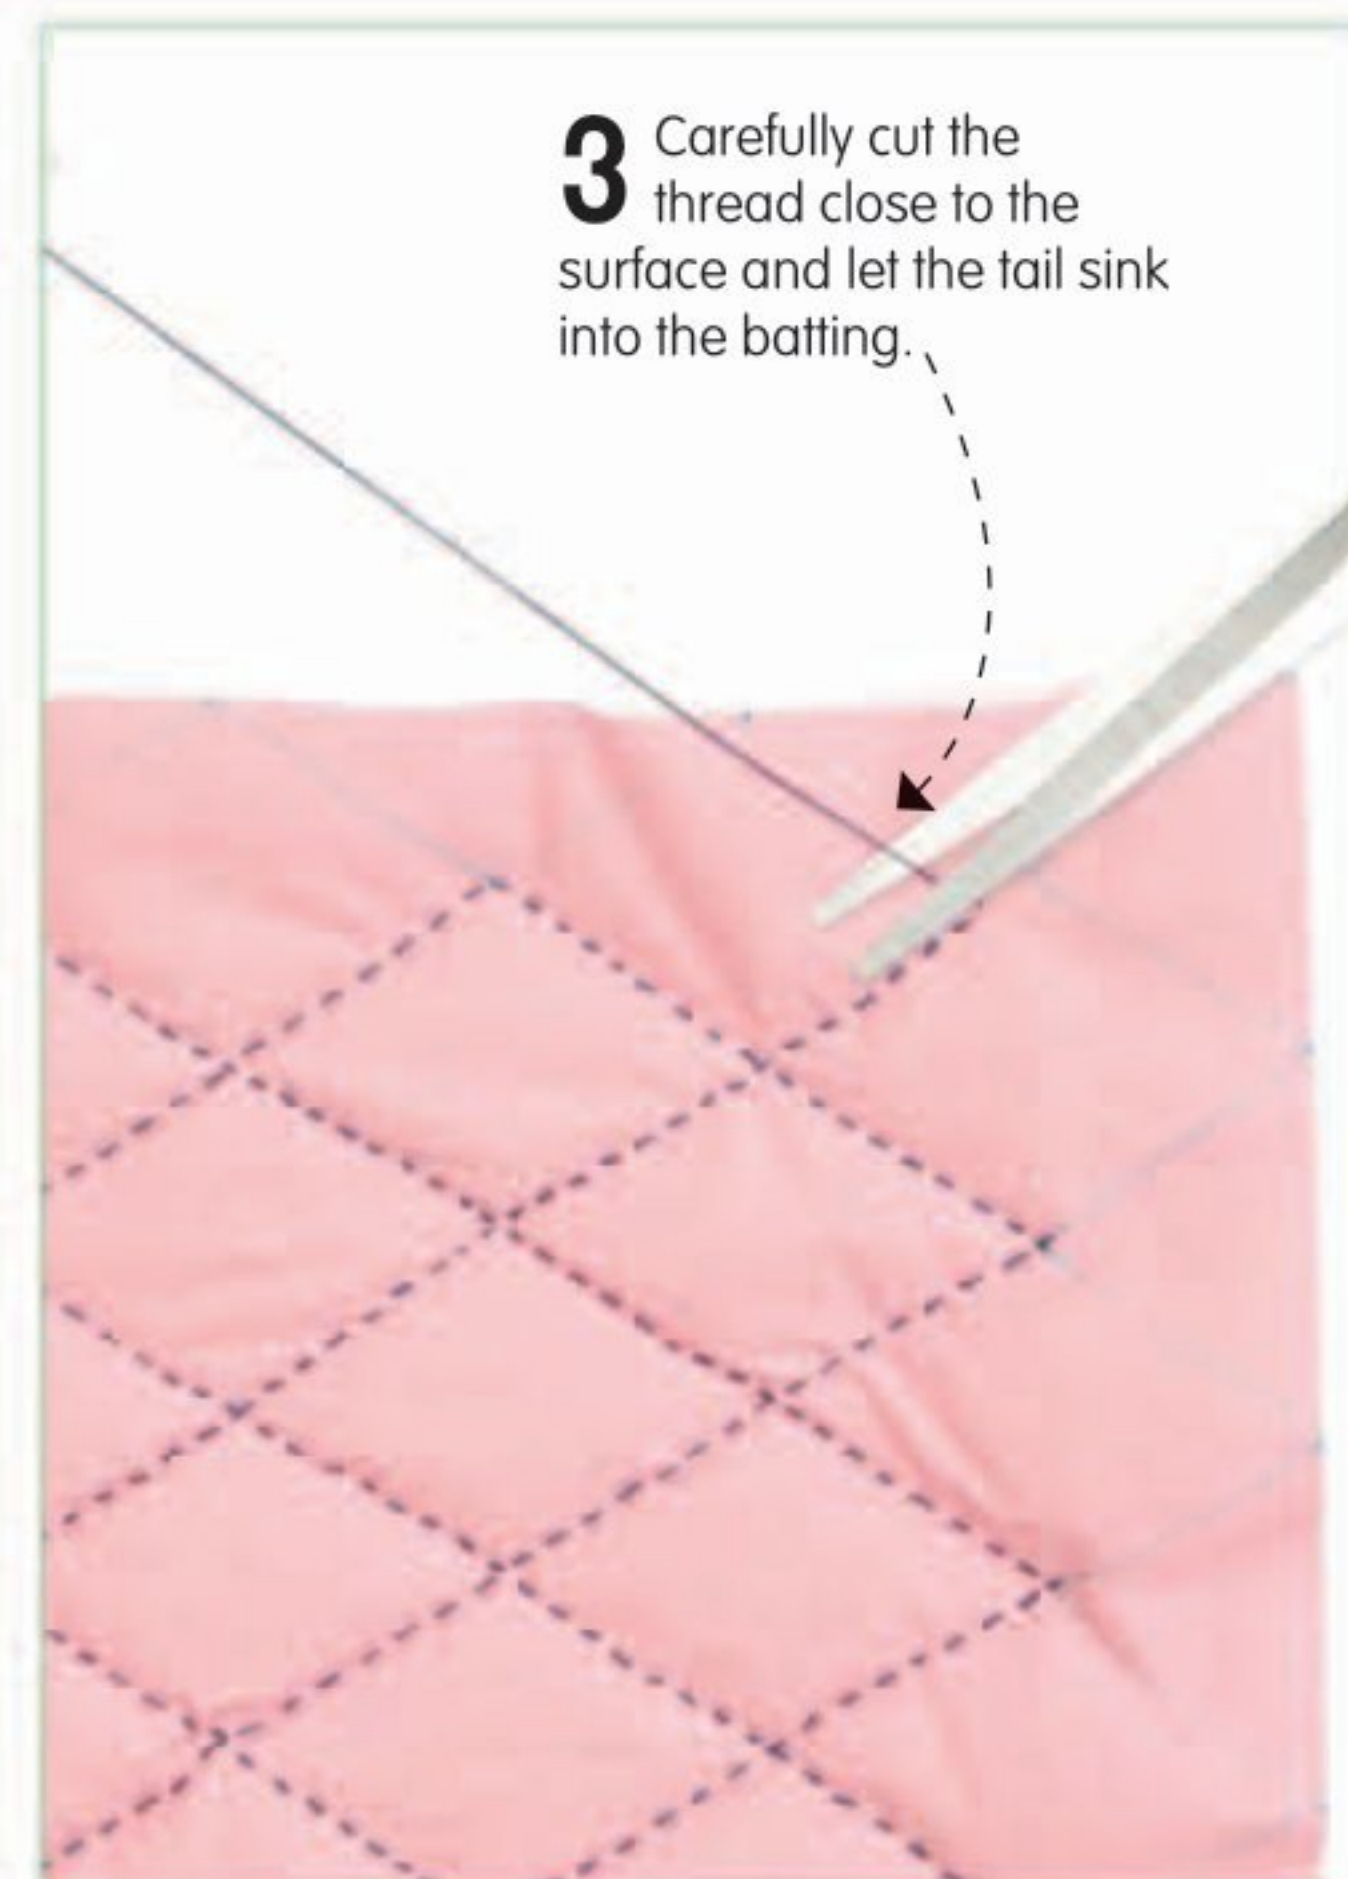 3 Carefully cut the
thread close to the
surface and let the tail sink
into the batting.